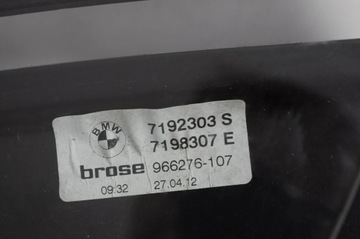 BMW
7192303 S
7198307 E
brose 966276-107
09:32 27.04.12